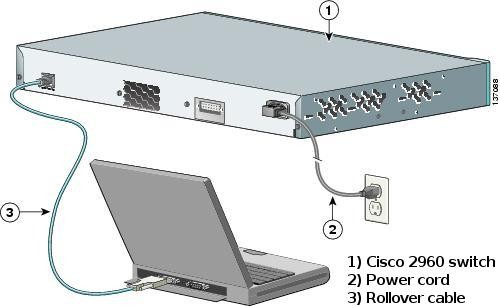 1
137088
3
2
1) Cisco 2960 switch
2) Power cord
3) Rollover cable